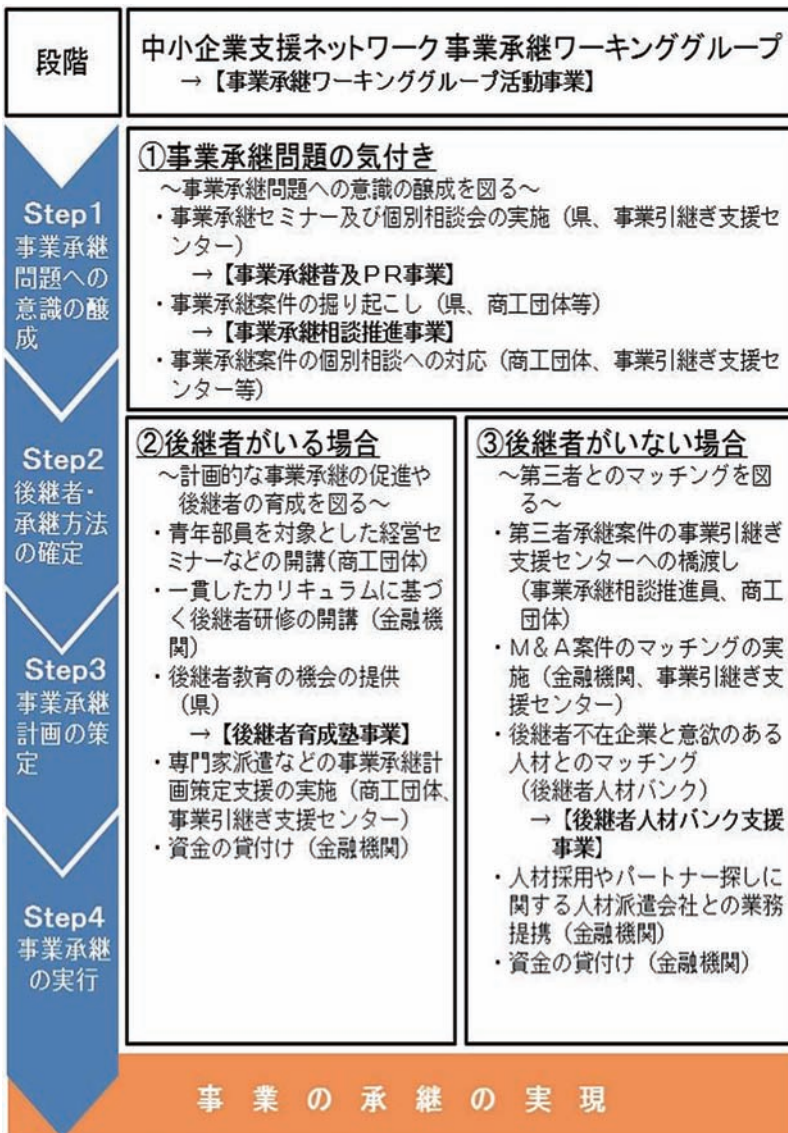 段階
中小企業支援ネットワーク 事業承継ワーキンググループ
→【事業承継ワーキンググループ活動事業】
Step1
事業承継
問題への
意識の醸
成
①事業承継問題の気付き
~事業承継問題への意識の醸成を図る~
・事業承継セミナー及び個別相談会の実施(県、事業引継ぎ支援セ
ンター)
→【事業承継普及PR事業】
・事業承継案件の掘り起こし(県、商工団体等)
→【事業承継相談推進事業】
・事業承継案件の個別相談への対応(商工団体、事業引継ぎ支援セ
ンター等)
Step2
後継者・
承継方法
の確定
Step3
事業承継
計画の策
定
Step4
事業承継
の実行
②後継者がいる場合
~計画的な事業承継の促進や
後継者の育成を図る~
・青年部員を対象とした経営セ
ミナーなどの開講(商工団体)
・一貫したカリキュラムに基づ
く後継者研修の開講(金融機
関)
・後継者教育の機会の提供
(県)
→【後継者育成塾事業】
・専門家派遣などの事業承継計
画策定支援の実施(商工団体、
事業引継ぎ支援センター)
・資金の貸付け(金融機関)
③後継者がいない場合
~第三者とのマッチングを図
る~
・第三者承継案件の事業引継ぎ
支援センターへの橋渡し
(事業承継相談推進員、商工
団体)
・M&A案件のマッチングの実
施(金融機関、事業引継ぎ支
援センター)
・後継者不在企業と意欲のある
人材とのマッチング
(後継者人材バンク)
→【後継者人材バンク支援
事業】
・人材採用やパートナー探しに
関する人材派遣会社との業務
提携(金融機関)
・資金の貸付け(金融機関)
事業の承継の実現